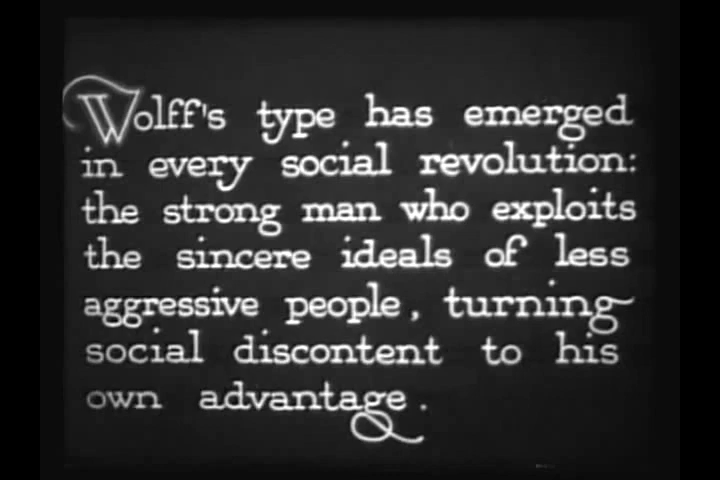 Wolff's type has emerged
in every social revolution:
the strong man who exploits
the sincere ideals of less
aggressive people, turning
social discontent to his
own advantage.